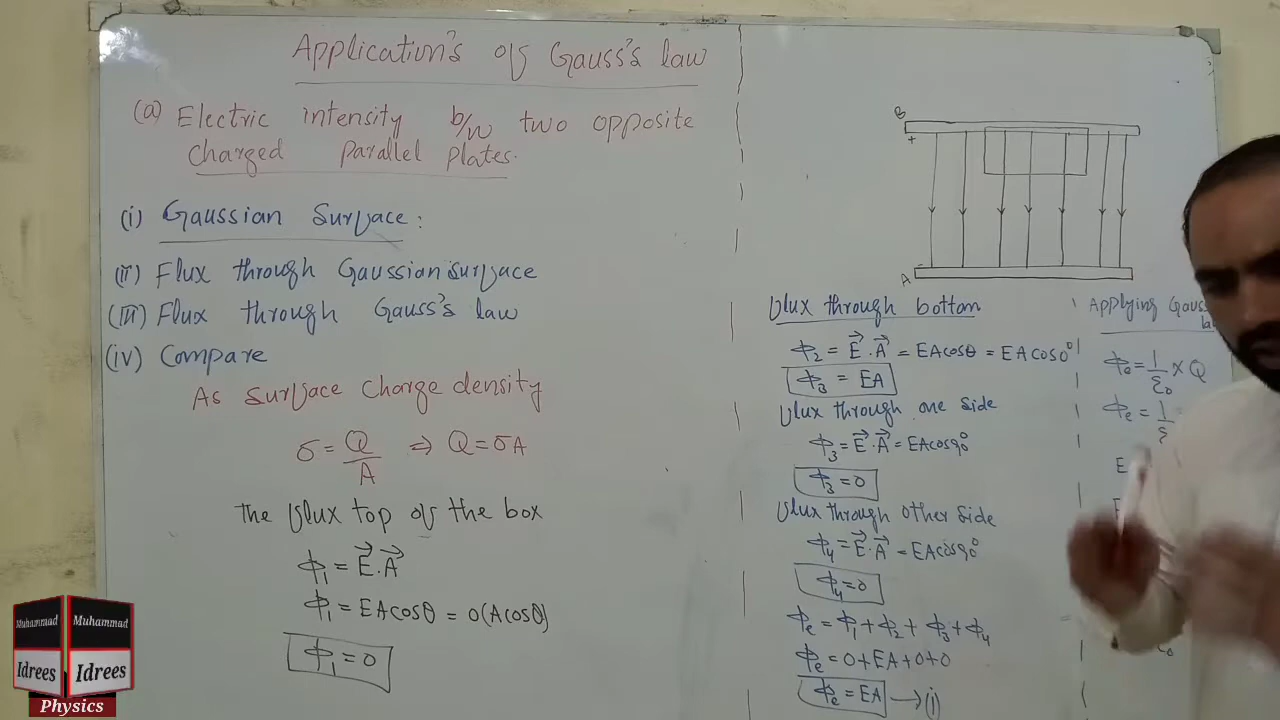 Application's of Gauss's law
(a) Electric intensity b/w two opposite
charged parallel plates.
(i) Gaussian Surface:
(ii) Flux through Gaussian surface
(iii) Flux through Gauss's law
(iv) Compare
As surface charge density
σ = Q/A ⇒ Q = σA
The flux top of the box
ϕ₁ = E⃗.A⃗
ϕ₁ = EAcosθ = 0(Acosθ)
ϕ₁ = 0
B
+
A
Flux through bottom
ϕ₂ = E⃗.A⃗ = EAcosθ = EAcos0°
ϕ₃ = EA
Flux through one side
ϕ₃ = E⃗.A⃗ = EAcos90°
ϕ₃ = 0
Flux through other side
ϕ₄ = E⃗.A⃗ = EAcos90°
ϕ₄ = 0
ϕe = ϕ₁ + ϕ₂ + ϕ₃ + ϕ₄
ϕe = 0+EA+0+0
ϕe = EA → (i)
Applying Gauss
ϕe = 1/ε₀ × Q
ϕe = 1/ε
E
E
Muhammad Muhammad
Idrees Idrees
Physics